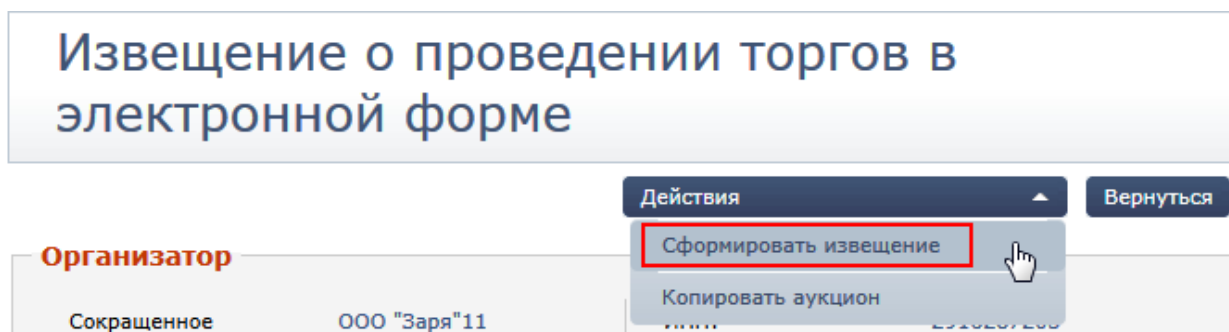 Извещение о проведении торгов в
электронной форме
Действия
Вернуться
Сформировать извещение
Организатор
Копировать аукцион
Сокращенное
ООО "Заря"11